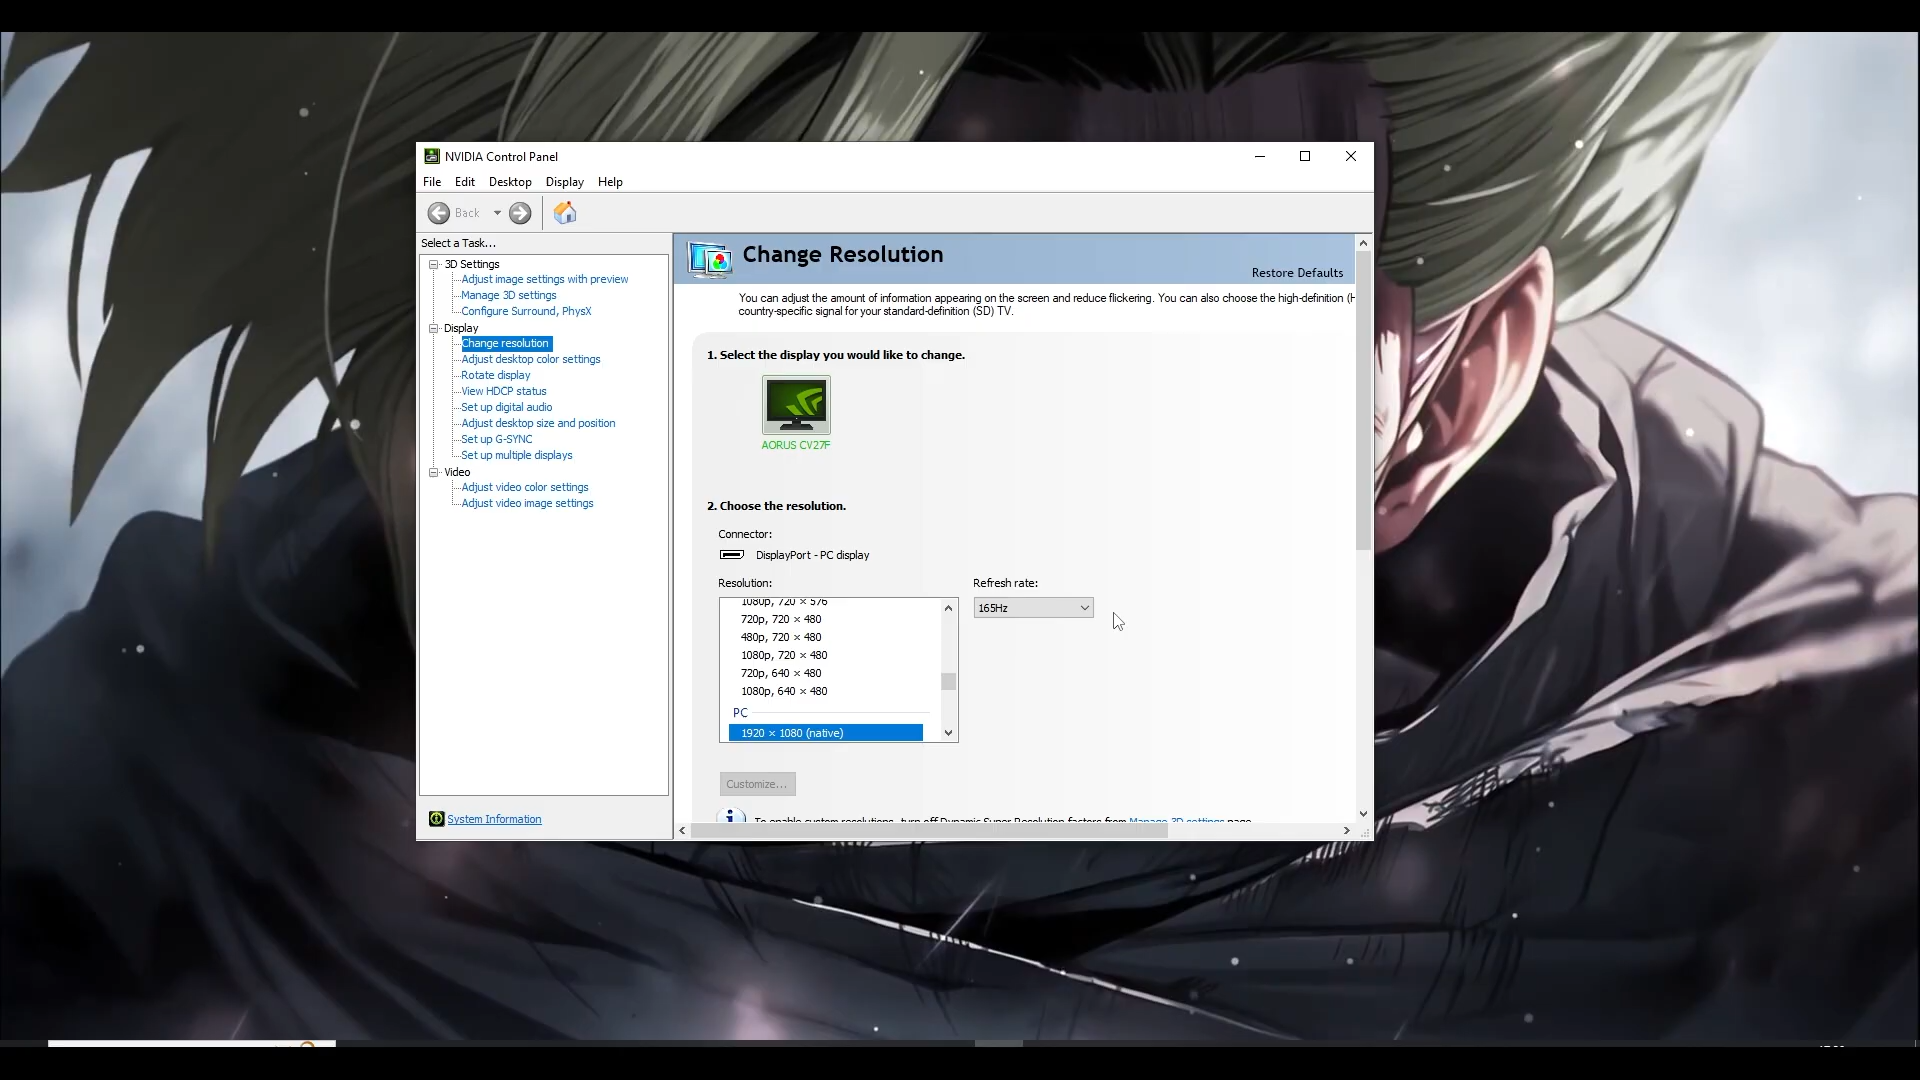 NVIDIA Control Panel
File Edit Desktop Display Help
Back
Select a Task...
3D Settings
Adjust image settings with preview
Manage 3D settings
Configure Surround, PhysX
Display
Change resolution
Adjust desktop color settings
Rotate display
View HDCP status
Set up digital audio
Adjust desktop size and position
Set up G-SYNC
Set up multiple displays
Video
Adjust video color settings
Adjust video image settings
System Information
Change Resolution
Restore Defaults
You can adjust the amount of information appearing on the screen and reduce flickering. You can also choose the high-definition (H
country-specific signal for your standard-definition (SD) TV.
1. Select the display you would like to change.
AORUS CV27F
2. Choose the resolution.
Connector:
DisplayPort - PC display
Resolution:
1080p, 720 × 576
720p, 720 × 480
480p, 720 × 480
1080p, 720 × 480
720p, 640 × 480
1080p, 640 × 480
PC
1920 × 1080 (native)
Refresh rate:
165Hz
Customize...
To enable custom resolutions, turn off Dynamic Super Resolution factors from Manage 3D settings page.